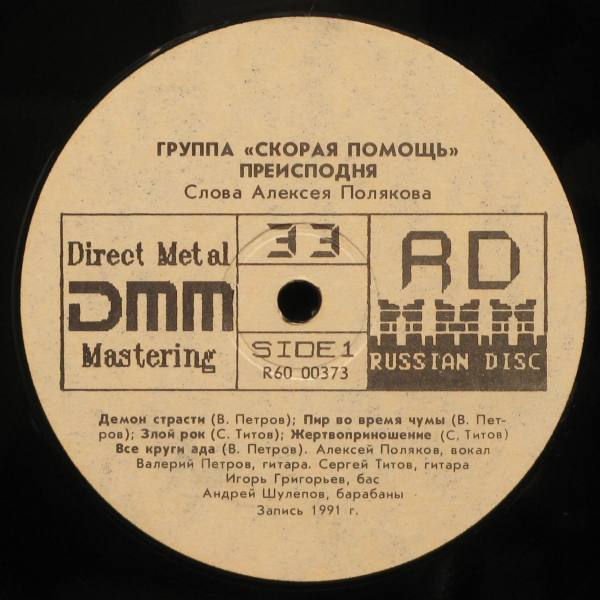 ГРУППА «СКОРАЯ ПОМОЩЬ»
ПРЕИСПОДНЯ
Слова Алексея Полякова
Direct Metal
DMM
Mastering
33
SIDE 1
R60 00373
RD
RUSSIAN DISC
Демон страсти (В. Петров); Пир во время чумы (В. Пет-
ров); Злой рок (С. Титов); Жертвоприношение (С. Титов)
Все круги ада (В. Петров). Алексей Поляков, вокал
Валерий Петров, гитара. Сергей Титов, гитара
Игорь Григорьев, бас
Андрей Шулепов, барабаны
Запись 1991 г.